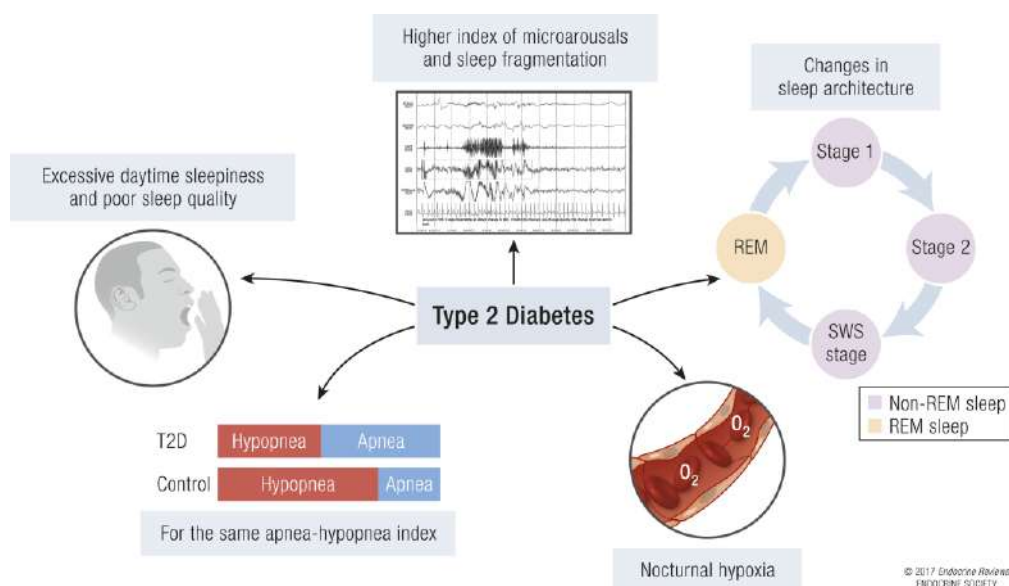 Higher index of microarousals
and sleep fragmentation
Changes in
sleep architecture
Excessive daytime sleepiness
and poor sleep quality
Stage 1
REM
Stage 2
SWS
stage
Type 2 Diabetes
Non-REM sleep
REM sleep
T2D
Hypopnea
Apnea
Control
Hypopnea
Apnea
For the same apnea-hypopnea index
O2
O2
Nocturnal hypoxia
© 2017 Endocrine Reviews
ENDOCRINE SOCIETY